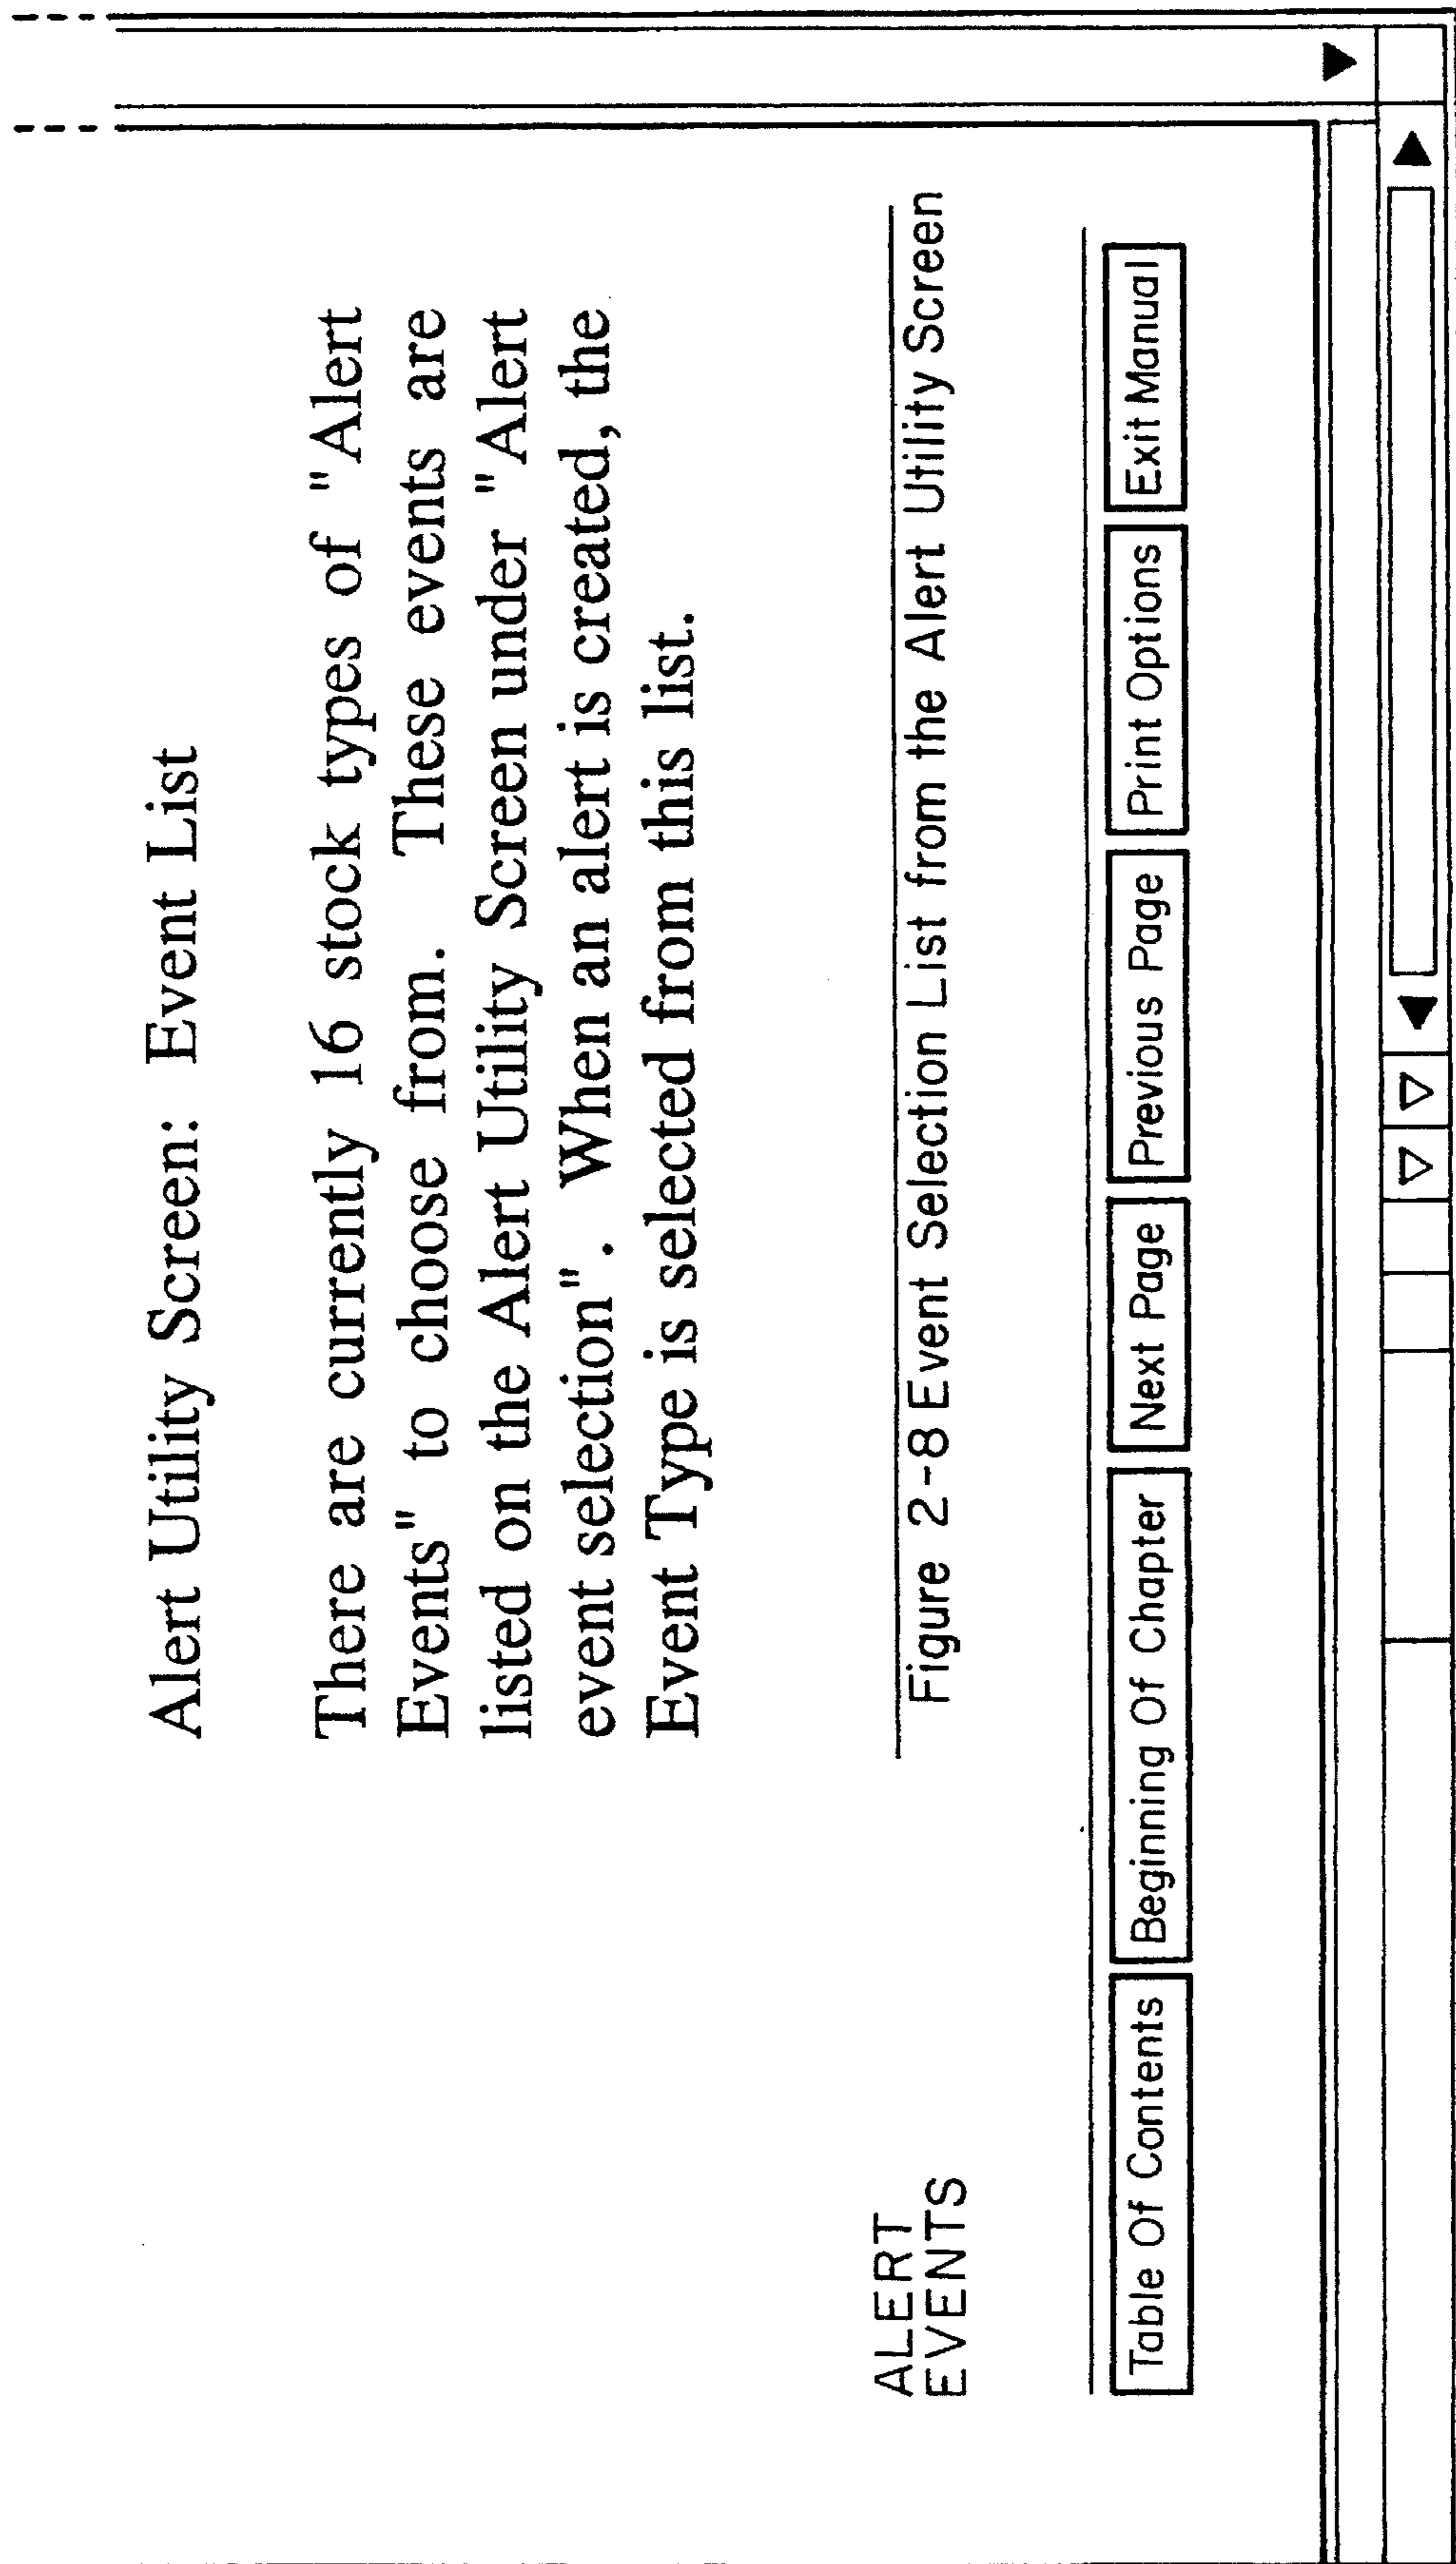 Alert Utility Screen: Event List
There are currently 16 stock types of "Alert
Events" to choose from. These events are
listed on the Alert Utility Screen under "Alert
event selection". When an alert is created, the
Event Type is selected from this list.
ALERT
EVENTS
Figure 2-8 Event Selection List from the Alert Utility Screen
Table Of Contents Beginning Of Chapter Next Page Previous Page Print Options Exit Manual